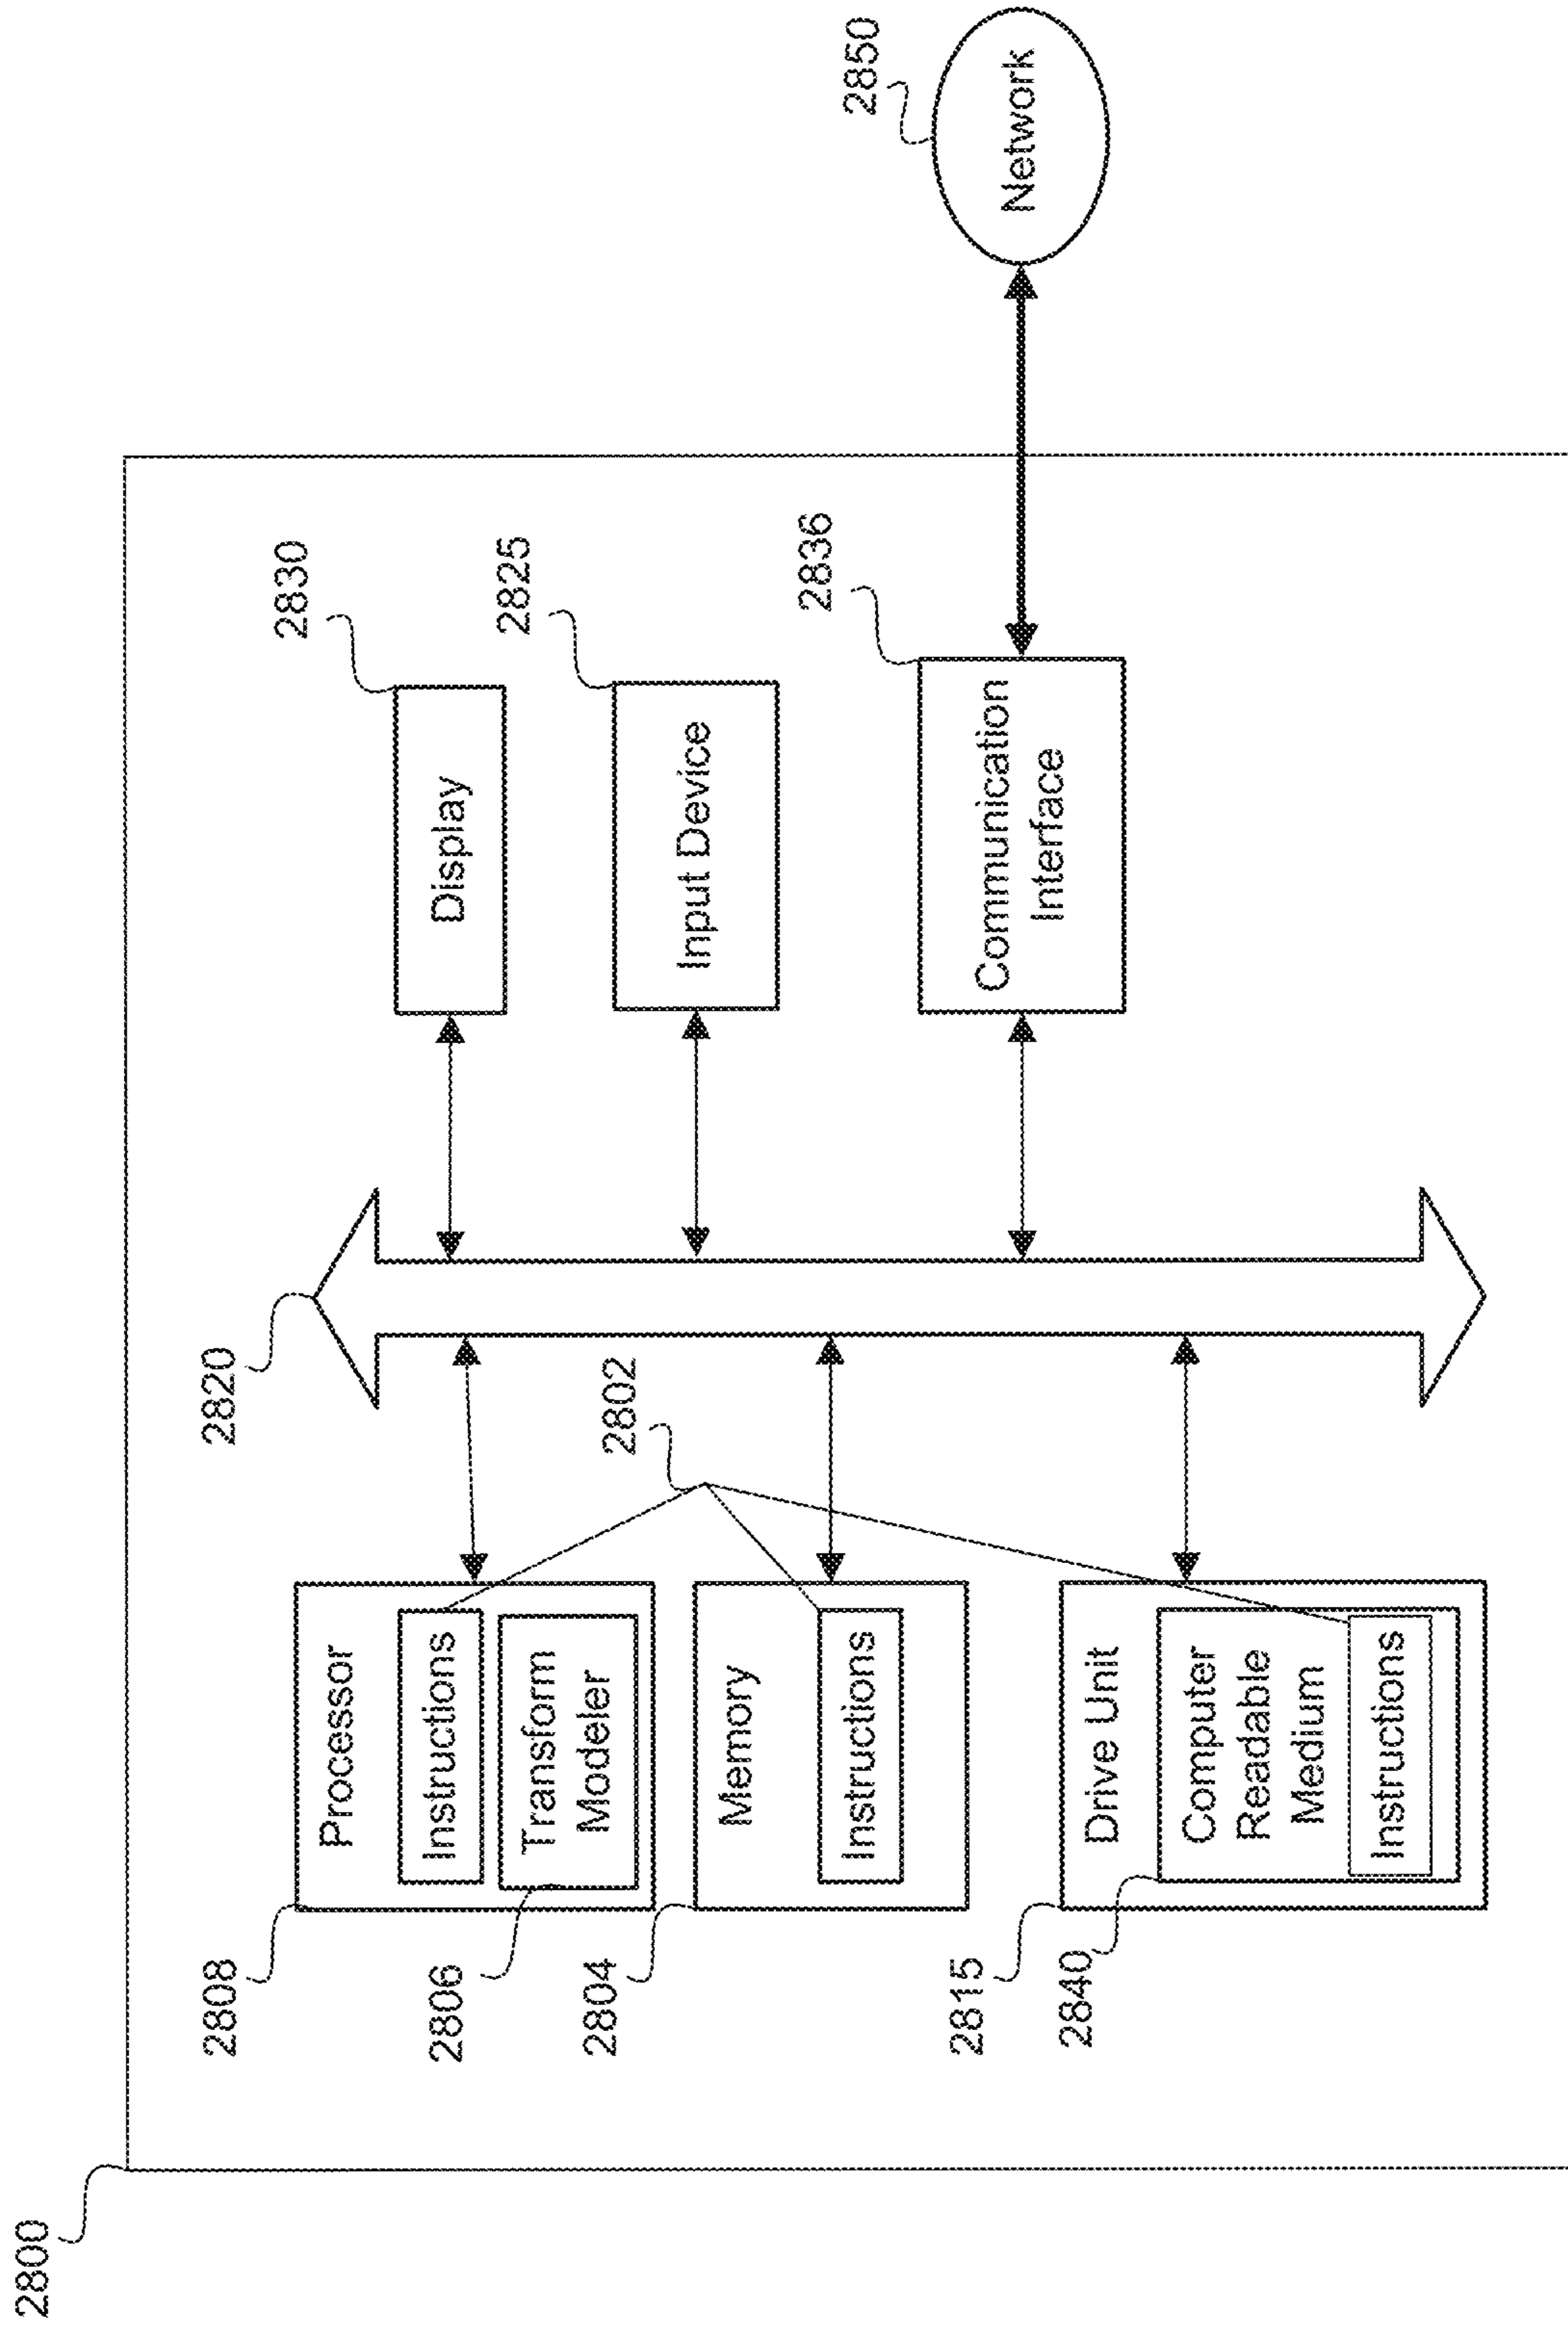 2800
2808
Processor
Instructions
2806
Transform
Modeler
2804
Memory
Instructions
2815
Drive Unit
2840
Computer
Readable
Medium
Instructions
2802
2820
2830
Display
2825
Input Device
2836
Communication
Interface
2850
Network